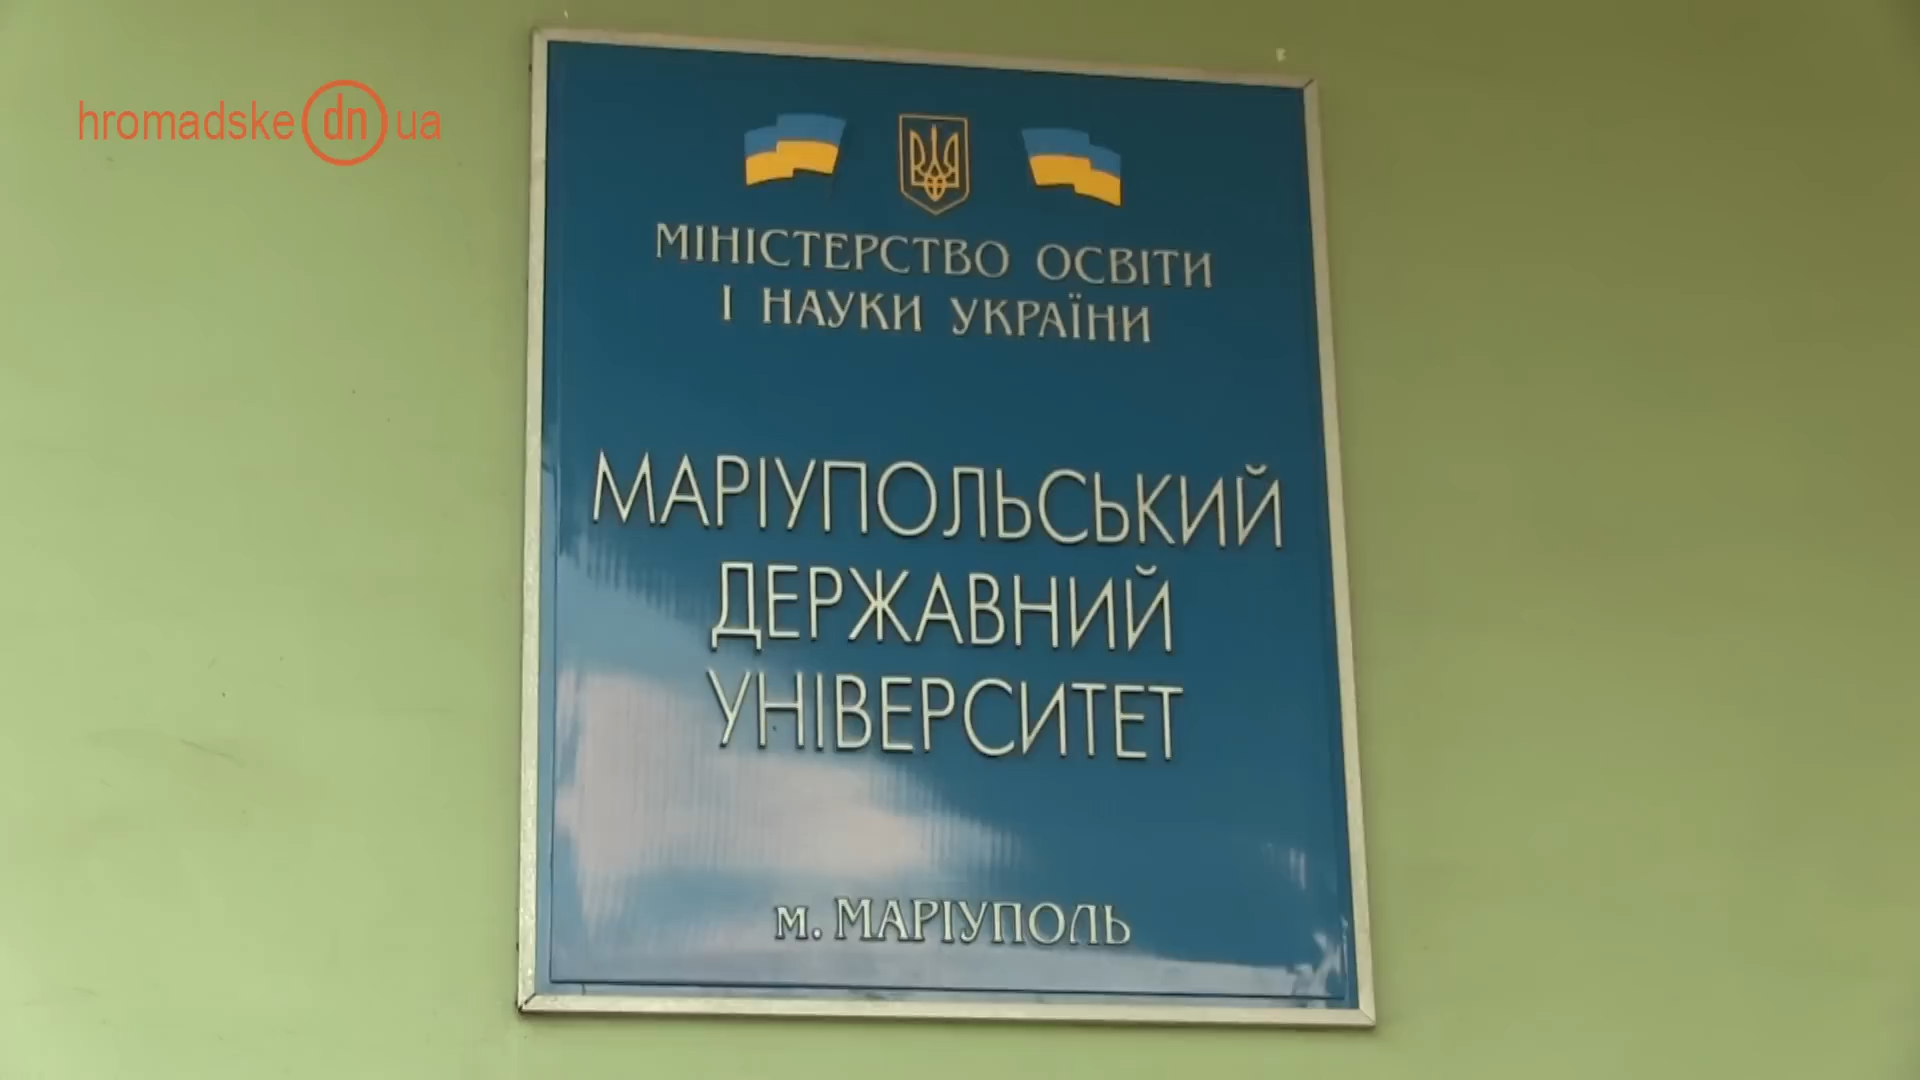 hromadske dn ua
МІНІСТЕРСТВО ОСВІТИ
І НАУКИ УКРАЇНИ
МАРІУПОЛЬСЬКИЙ
ДЕРЖАВНИЙ
УНІВЕРСИТЕТ
м. МАРІУПОЛЬ